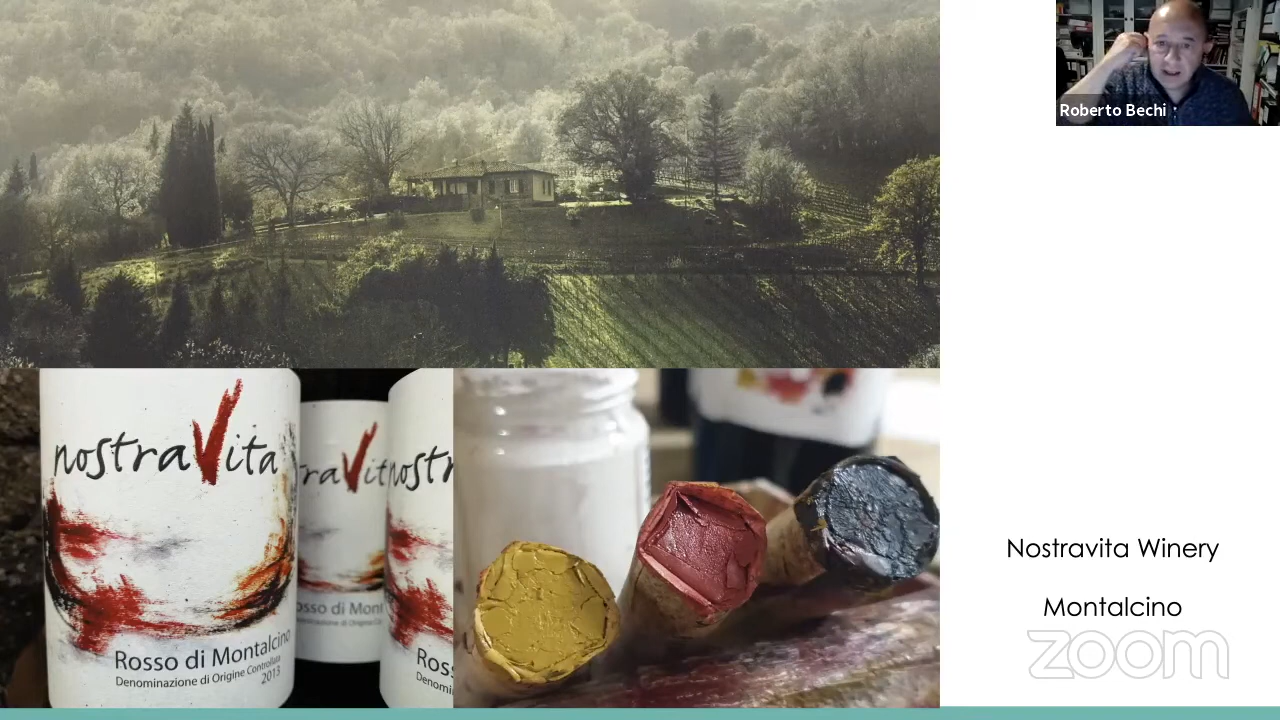 Roberto Bechi
nostraVita
Rosso di Montalcino
Denominazione di Origine Controllata
2013
raVit
osso di Mont
nostr
Ross
Denomi
Nostravita Winery
Montalcino
zoom